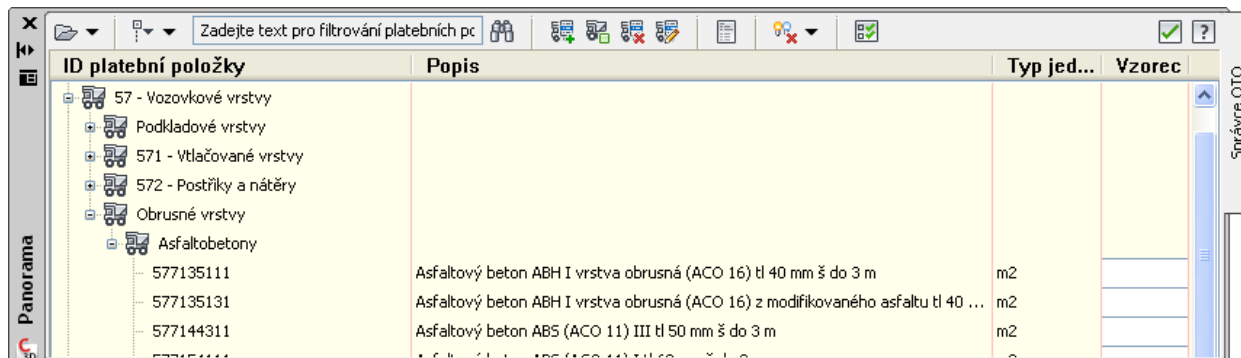 Zadejte text pro filtrování platebních pc
ID platební položky Popis Typ jed... Vzorec
57 - Vozovkové vrstvy
Podkladové vrstvy
571 - Vtlačované vrstvy
572 - Postřiky a nátěry
Obrusné vrstvy
Asfaltobetony
577135111 Asfaltový beton ABH I vrstva obrusná (ACO 16) tl 40 mm š do 3 m m2
577135131 Asfaltový beton ABH I vrstva obrusná (ACO 16) z modifikovaného asfaltu tl 40 ... m2
577144311 Asfaltový beton ABS (ACO 11) III tl 50 mm š do 3 m m2
Panorama
Správce QTO